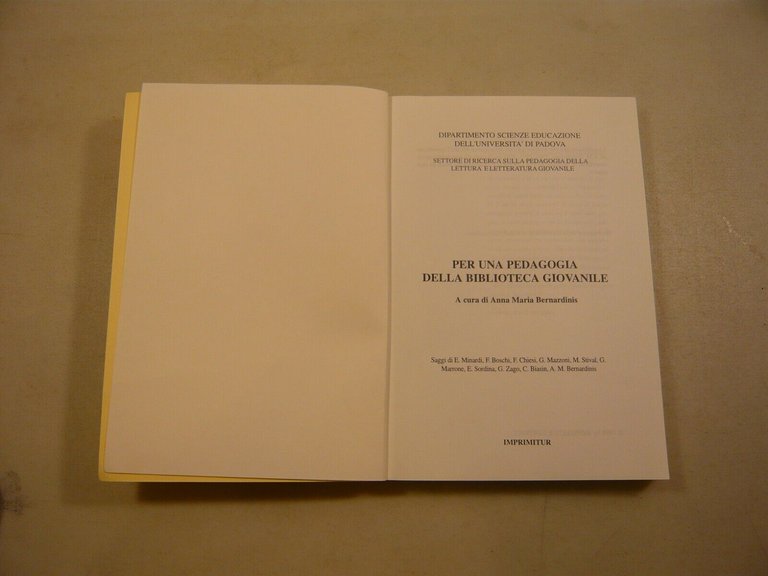 DIPARTIMENTO SCIENZE EDUCAZIONE
DELL'UNIVERSITA' DI PADOVA
SETTORE DI RICERCA SULLA PEDAGOGIA DELLA
LETTURA E LETTERATURA GIOVANILE
PER UNA PEDAGOGIA
DELLA BIBLIOTECA GIOVANILE
A cura di Anna Maria Bernardinis
Saggi di E. Minardi, F. Boschi, F. Chiesi, G. Mazzoni, M. Stival, G.
Marrone, E. Sordina, G. Zago, C. Biasin, A. M. Bernardinis
IMPRIMITUR